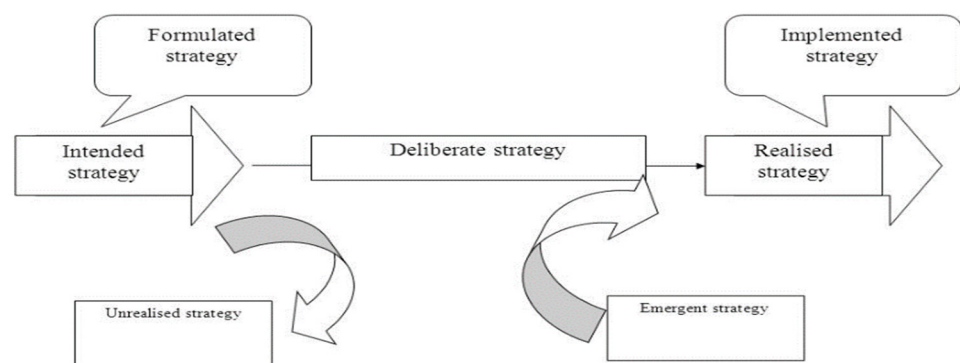 Formulated
strategy
Implemented
strategy
Intended
strategy
Deliberate strategy
Realised
strategy
Unrealised strategy
Emergent strategy